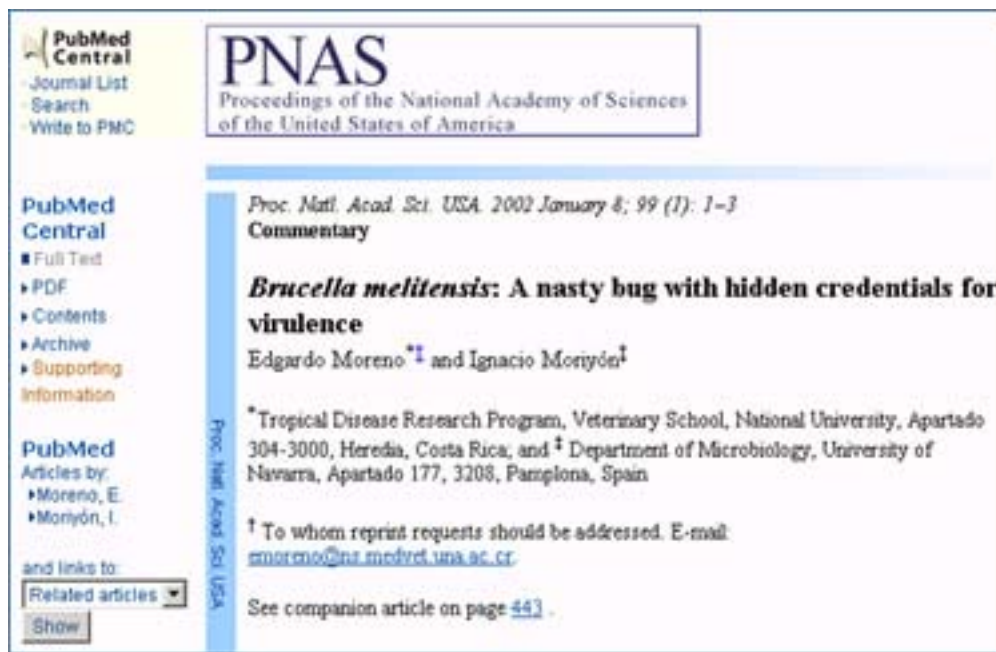 PubMed
Central
- Journal List
- Search
- Write to PMC
PNAS
Proceedings of the National Academy of Sciences
of the United States of America
PubMed
Central
Full Text
PDF
Contents
Archive
Supporting
Information
PubMed
Articles by:
Moreno, E.
Moriyón, I.
and links to:
Related articles
Show
Proc. Natl. Acad. Sci. USA
Proc. Natl. Acad. Sci. USA. 2002 January 8; 99 (1): 1–3
Commentary
Brucella melitensis: A nasty bug with hidden credentials for
virulence
Edgardo Moreno*‡ and Ignacio Moriyón‡
*Tropical Disease Research Program, Veterinary School, National University, Apartado
304-3000, Heredia, Costa Rica; and ‡ Department of Microbiology, University of
Navarra, Apartado 177, 3208, Pamplona, Spain
† To whom reprint requests should be addressed. E-mail:
emoreno@ns.medvet.una.ac.cr.
See companion article on page 443 .